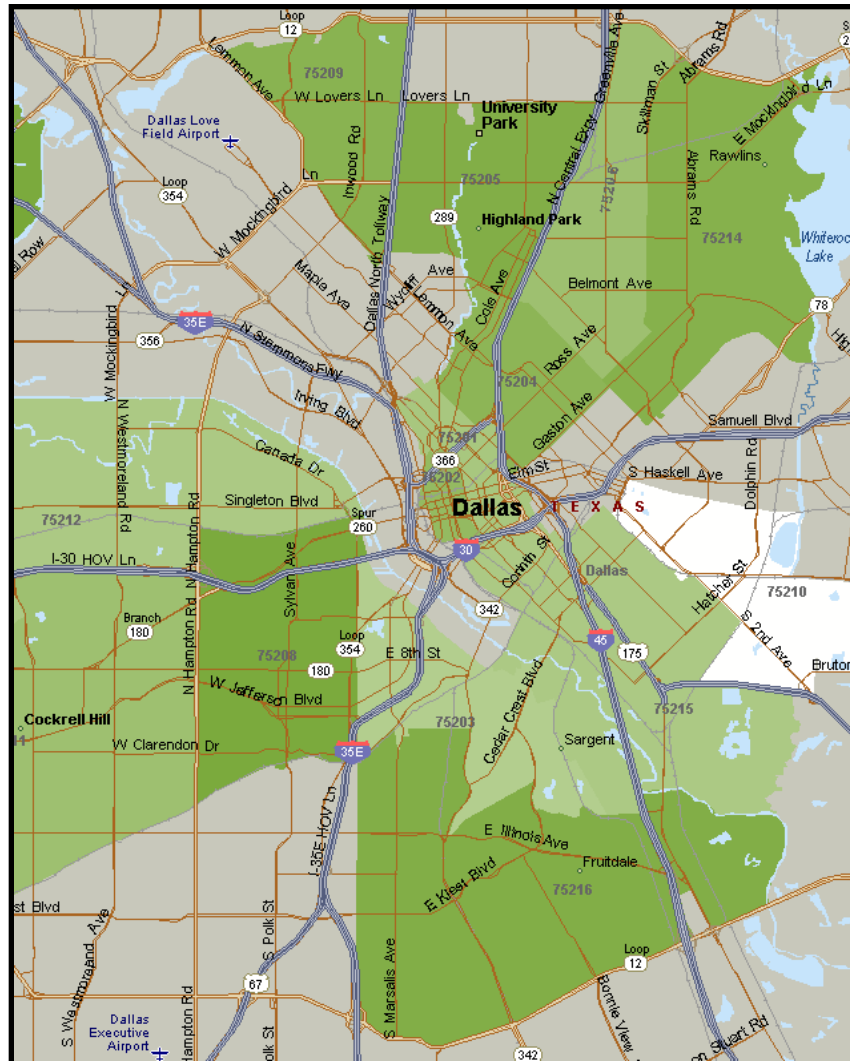 Loop
12
Lemmon Ave
75209
W Lovers Ln
Lovers Ln
Greenville Ave
N Central Expy
Skillman St
Abrams Rd
E Mockingbird Ln
Dallas Love
Field Airport
University
Park
Rawlins
Inwood Rd
Ln
75205
75206
Abrams Rd
Loop
354
W Mockingbird
289
Highland Park
75214
Whiterock
Lake
Dallas North Tollway
Maple Ave
Wycliff
Ave
Lemmon Ave
Cole Ave
Belmont Ave
78
Ln
W Mockingbird
35E
356
N Stemmons Fwy
Ross Ave
75204
Irving Blvd
Gaston Ave
Samuell Blvd
N Westmoreland Rd
N Hampton Rd
Canada Dr
75201
366
75202
Elm St
S Haskell Ave
Dolphin Rd
Singleton Blvd
Spur
260
Dallas
TEXAS
75212
I-30 HOV Ln
30
Corinth St
Dallas
Hatcher St
75210
Sylvan Ave
N Hampton Rd
Branch
180
342
S 2nd Ave
Loop
354
E 8th St
45
175
Bruton
75208
180
W Jefferson Blvd
N Hampton Rd
Cedar Crest Blvd
75203
75215
Cockrell Hill
11
W Clarendon Dr
35E
Sargent
I-35E HOV Ln
E Illinois Ave
Fruitdale
E Kiest Blvd
75216
st Blvd
S Westmoreland Ave
S Polk St
S Marsalis Ave
Loop
12
67
Hampton Rd
Polk St
Bonnie View
Dallas
Executive
Airport
342
on Stuart Rd